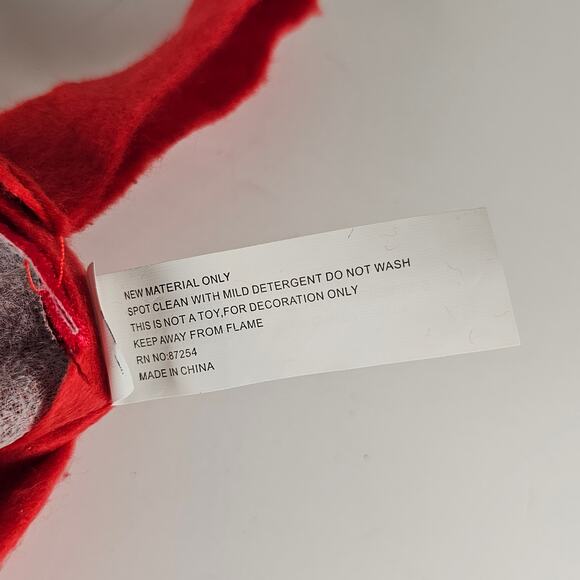 NEW MATERIAL ONLY
SPOT CLEAN WITH MILD DETERGENT DO NOT WASH
THIS IS NOT A TOY,FOR DECORATION ONLY
KEEP AWAY FROM FLAME
RN NO:87254
MADE IN CHINA